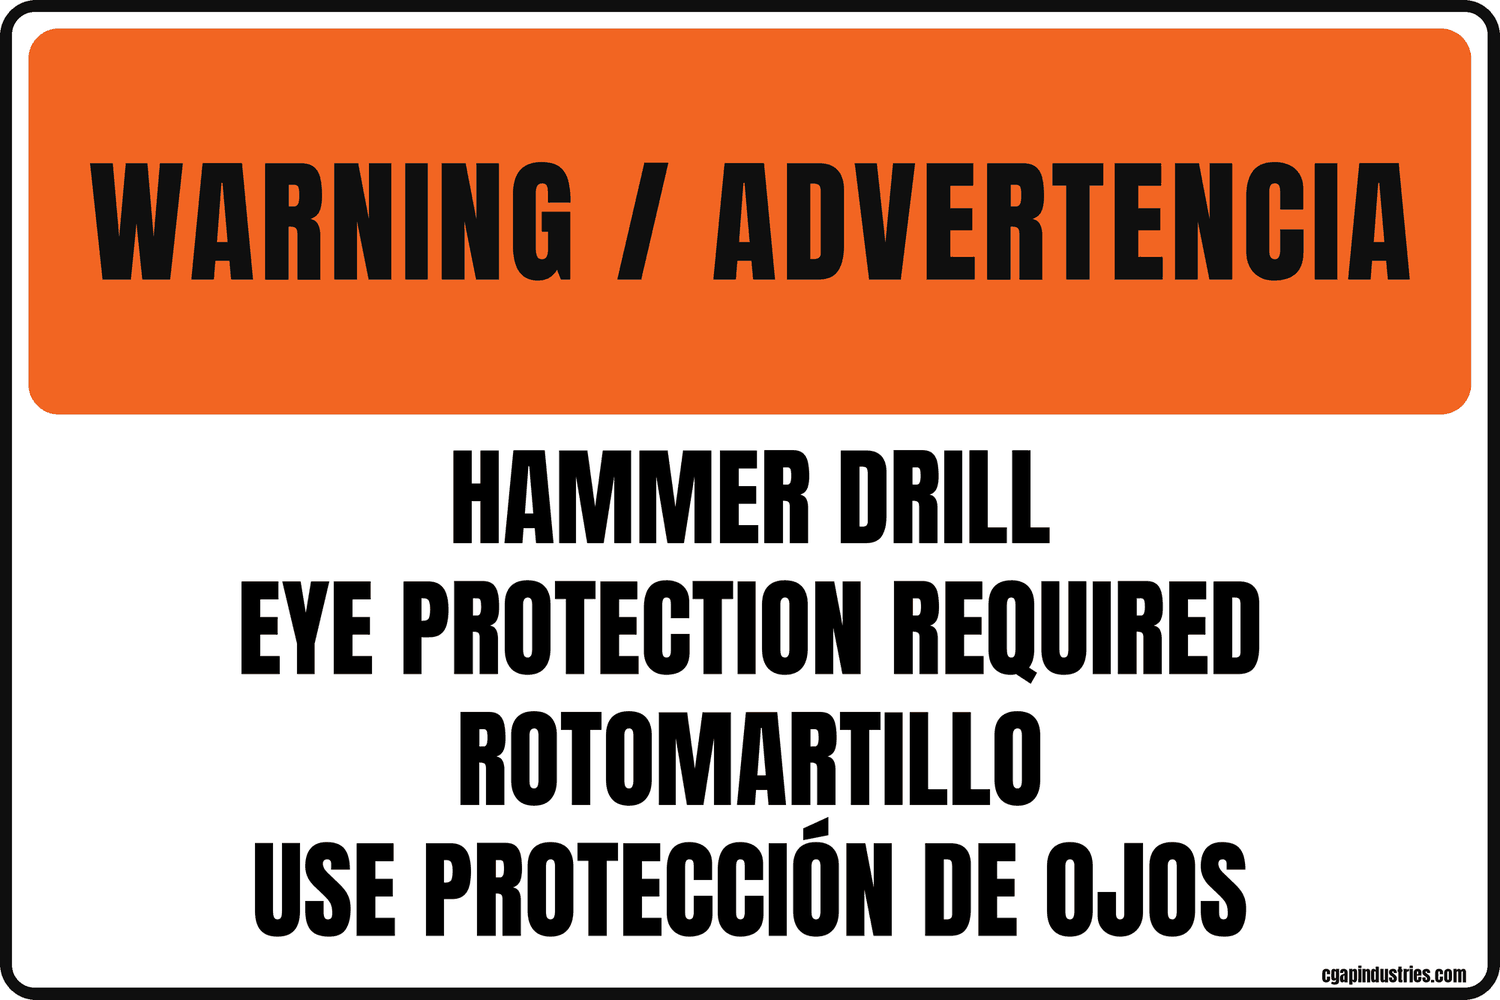 WARNING / ADVERTENCIA
HAMMER DRILL
EYE PROTECTION REQUIRED
ROTOMARTILLO
USE PROTECCIÓN DE OJOS
cgapindustries.com